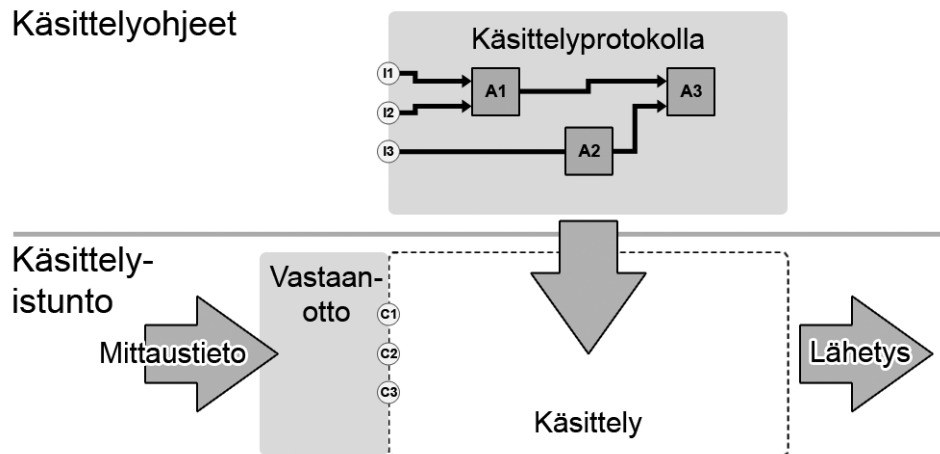 Käsittelyohjeet
Käsittelyprotokolla
I1
A1
A3
I2
I3
A2
Käsittely-
istunto
Vastaan-
otto
C1
Mittaustieto
C2
Lähetys
C3
Käsittely